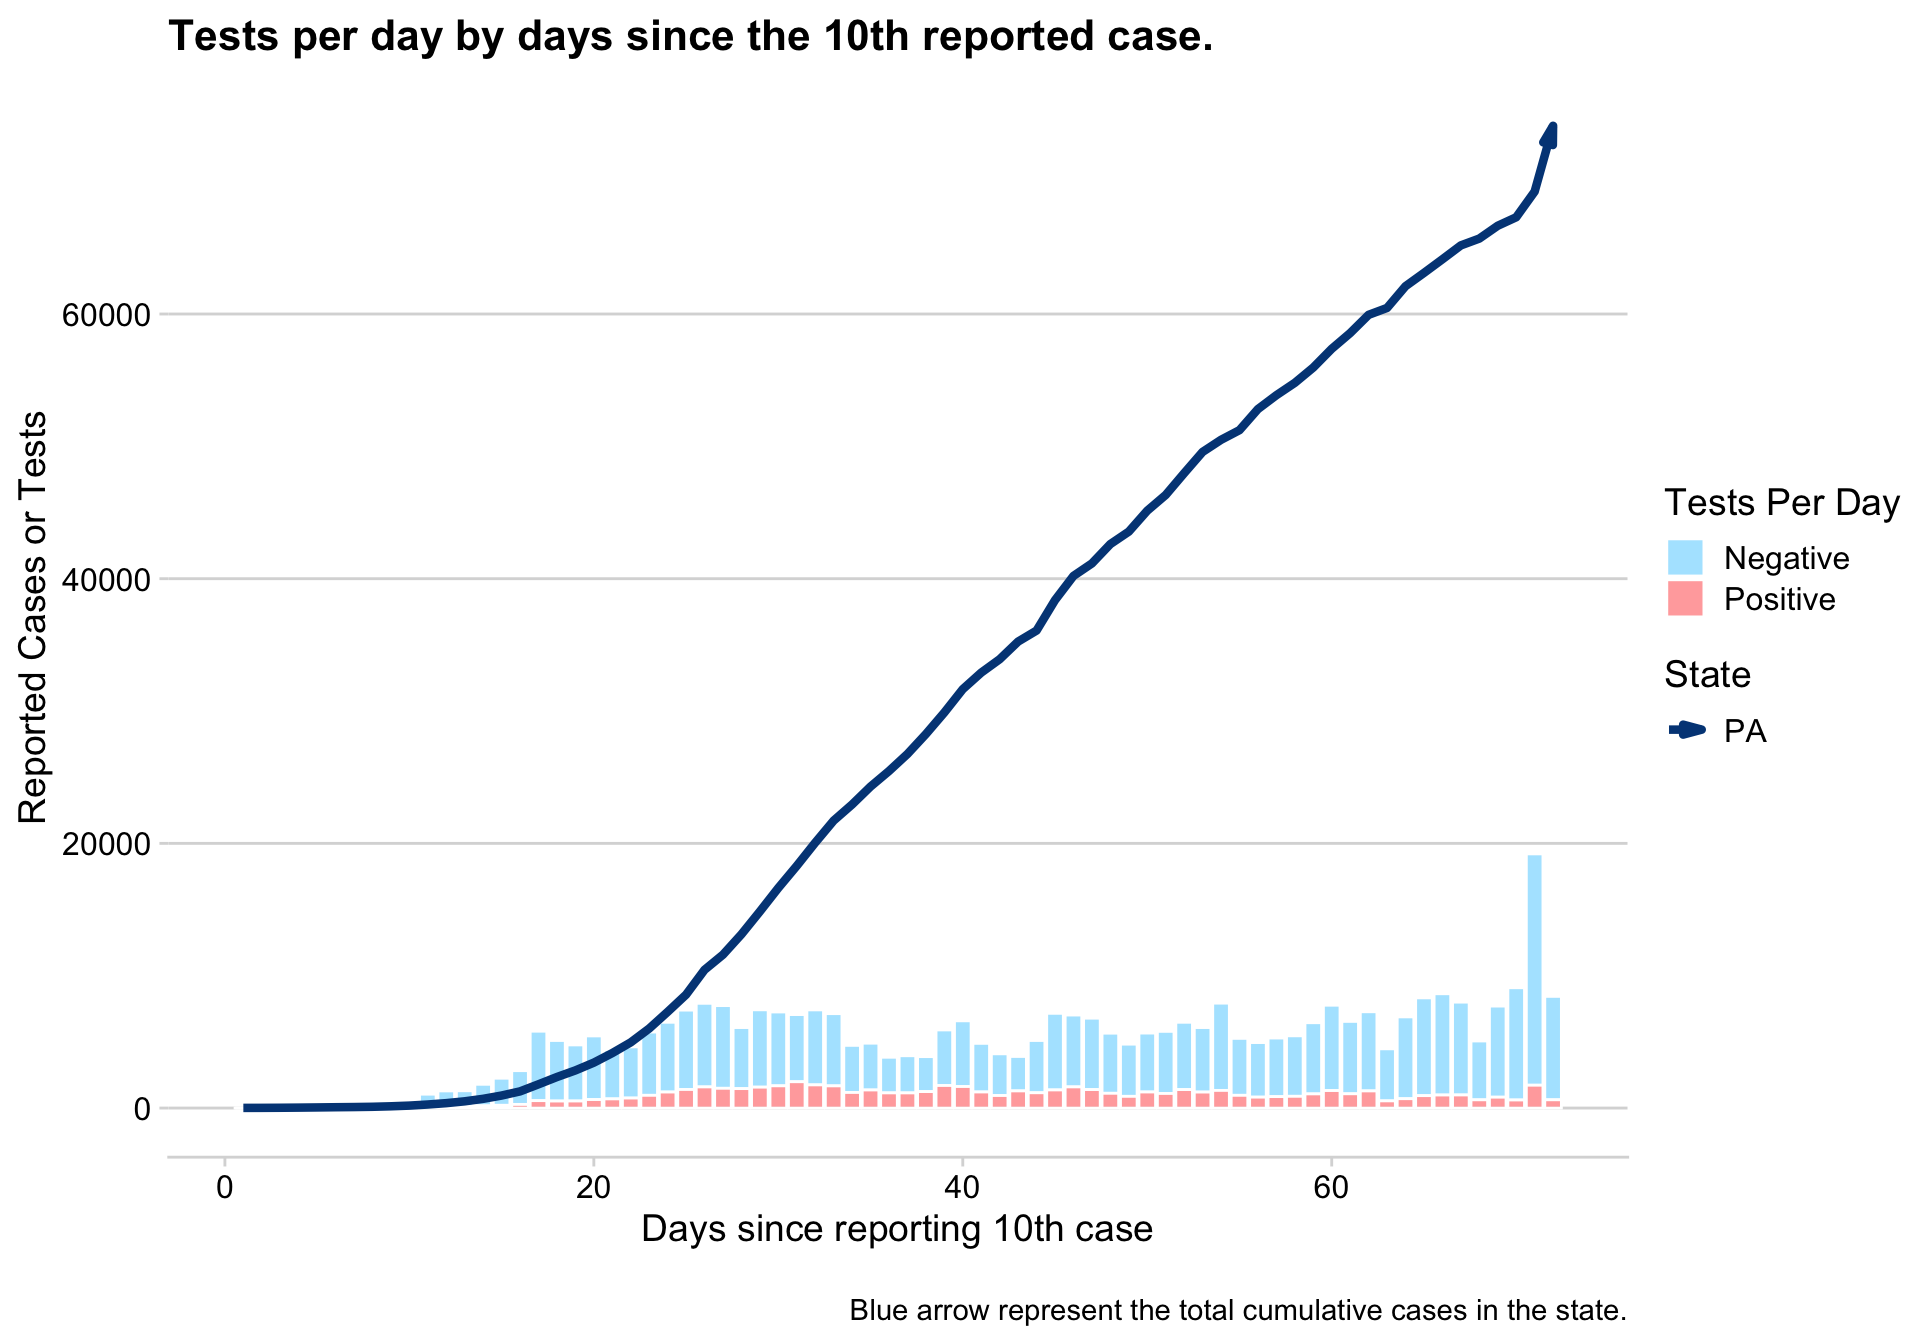 Tests per day by days since the 10th reported case.
Reported Cases or Tests
60000
40000
20000
0
0 20 40 60
Days since reporting 10th case
Tests Per Day
Negative
Positive
State
PA
Blue arrow represent the total cumulative cases in the state.